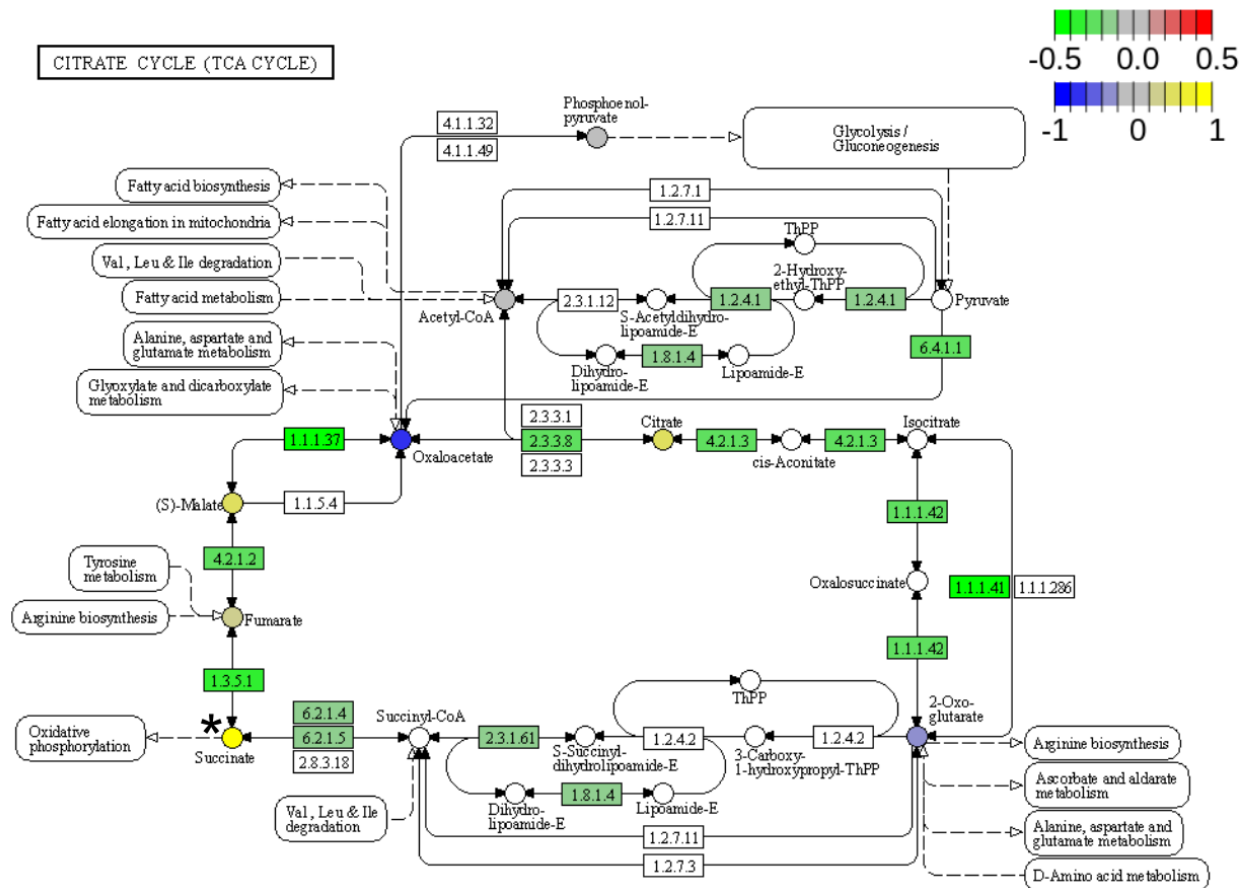 CITRATE CYCLE (TCA CYCLE)
-0.5 0.0 0.5
-1 0 1
Phosphoenol-
pyruvate
4.1.1.32
4.1.1.49
Glycolysis /
Gluconeogenesis
Fatty acid biosynthesis
Fatty acid elongation in mitochondria
Val, Leu & Ile degradation
Fatty acid metabolism
Alanine, aspartate and
glutamate metabolism
Glyoxylate and dicarboxylate
metabolism
1.2.7.1
1.2.7.11
ThPP
2-Hydroxy-
ethyl-ThPP
Acetyl-CoA
2.3.1.12
S-Acetyldihydro-
lipoamide-E
1.2.4.1
1.2.4.1
Pyruvate
Dihydro-
lipoamide-E
1.8.1.4
Lipoamide-E
6.4.1.1
1.1.1.37
Oxaloacetate
2.3.3.1
2.3.3.8
2.3.3.3
Citrate
4.2.1.3
cis-Aconitate
4.2.1.3
Isocitrate
(S)-Malate
1.1.5.4
1.1.1.42
4.2.1.2
Tyrosine
metabolism
Oxalosuccinate
1.1.1.41
1.1.1.286
Arginine biosynthesis
Fumarate
1.1.1.42
1.3.5.1
ThPP
2-Oxo-
glutarate
Oxidative
phosphorylation
*
Succinate
6.2.1.4
6.2.1.5
2.8.3.18
Succinyl-CoA
2.3.1.61
S-Succinyl-
dihydrolipoamide-E
1.2.4.2
3-Carboxy-
1-hydroxypropyl-ThPP
1.2.4.2
Arginine biosynthesis
Ascorbate and aldarate
metabolism
Val, Leu & Ile
degradation
Dihydro-
lipoamide-E
1.8.1.4
Lipoamide-E
Alanine, aspartate and
glutamate metabolism
1.2.7.11
1.2.7.3
D-Amino acid metabolism